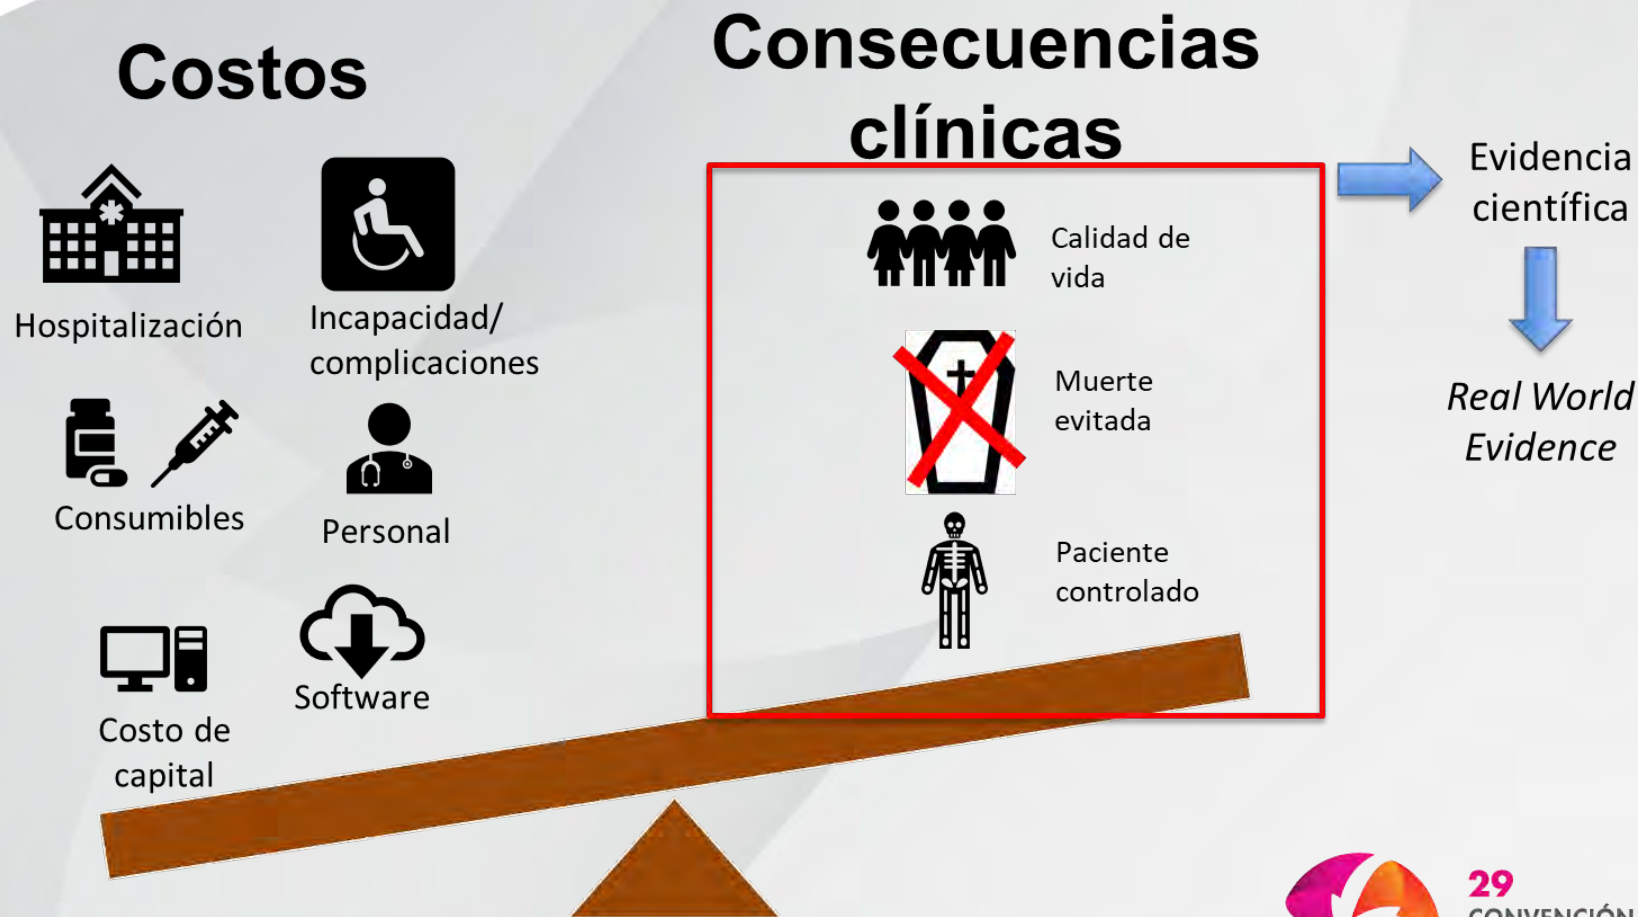 Costos
Hospitalización
Incapacidad/
complicaciones
Consumibles
Personal
Costo de
capital
Software
Consecuencias
clínicas
Calidad de
vida
Muerte
evitada
Paciente
controlado
Evidencia
científica
Real World
Evidence
29
CONVENCIÓN